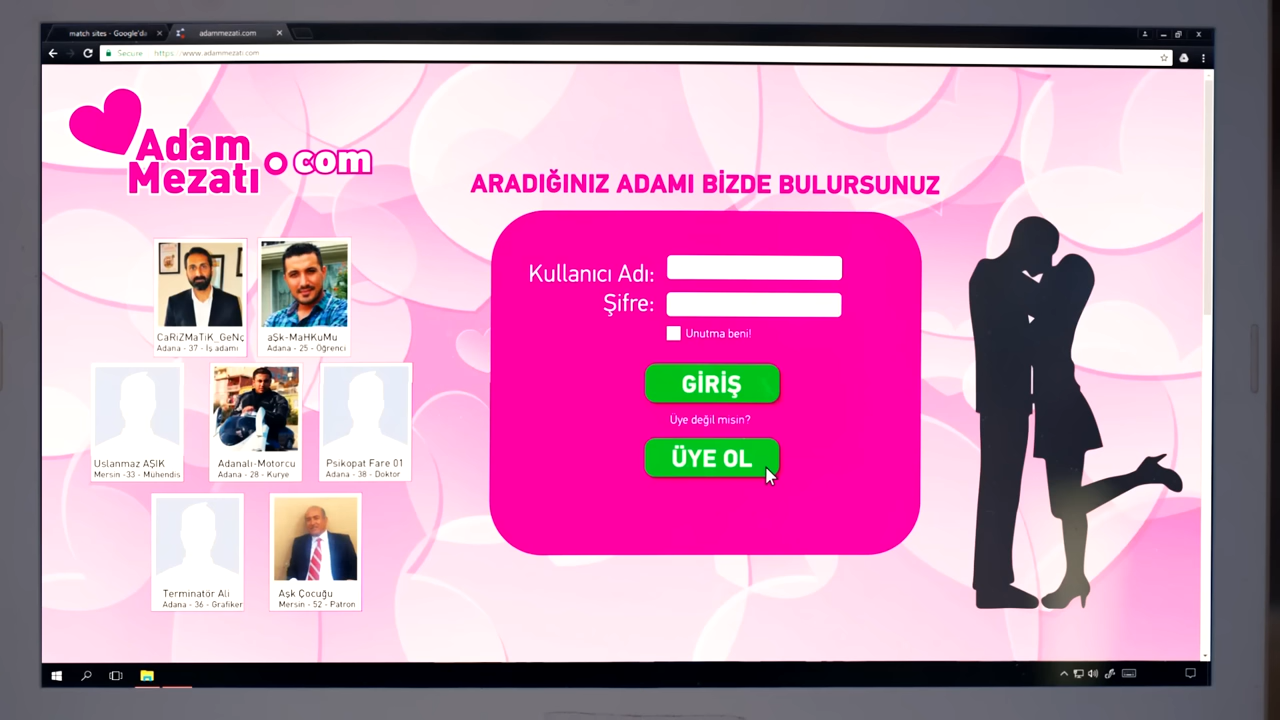 match sites - Google'da
adammezati.com
Secure
https://www.adammezati.com
Adam
Mezatı
com
ARADIĞINIZ ADAMI BİZDE BULURSUNUZ
Kullanıcı Adı:
Şifre:
Unutma beni!
GİRİŞ
Üye değil misin?
ÜYE OL
CaRiZMaTiK_GeNç
Adana - 37 - İş adamı
aŞk-MaHKuMu
Adana - 25 - Öğrenci
Uslanmaz AŞIK
Mersin -33 - Mühendis
Adanalı-Motorcu
Adana - 28 - Kurye
Psikopat Fare 01
Adana - 38 - Doktor
Terminatör Ali
Adana - 36 - Grafiker
Aşk Çocuğu
Mersin - 52 - Patron